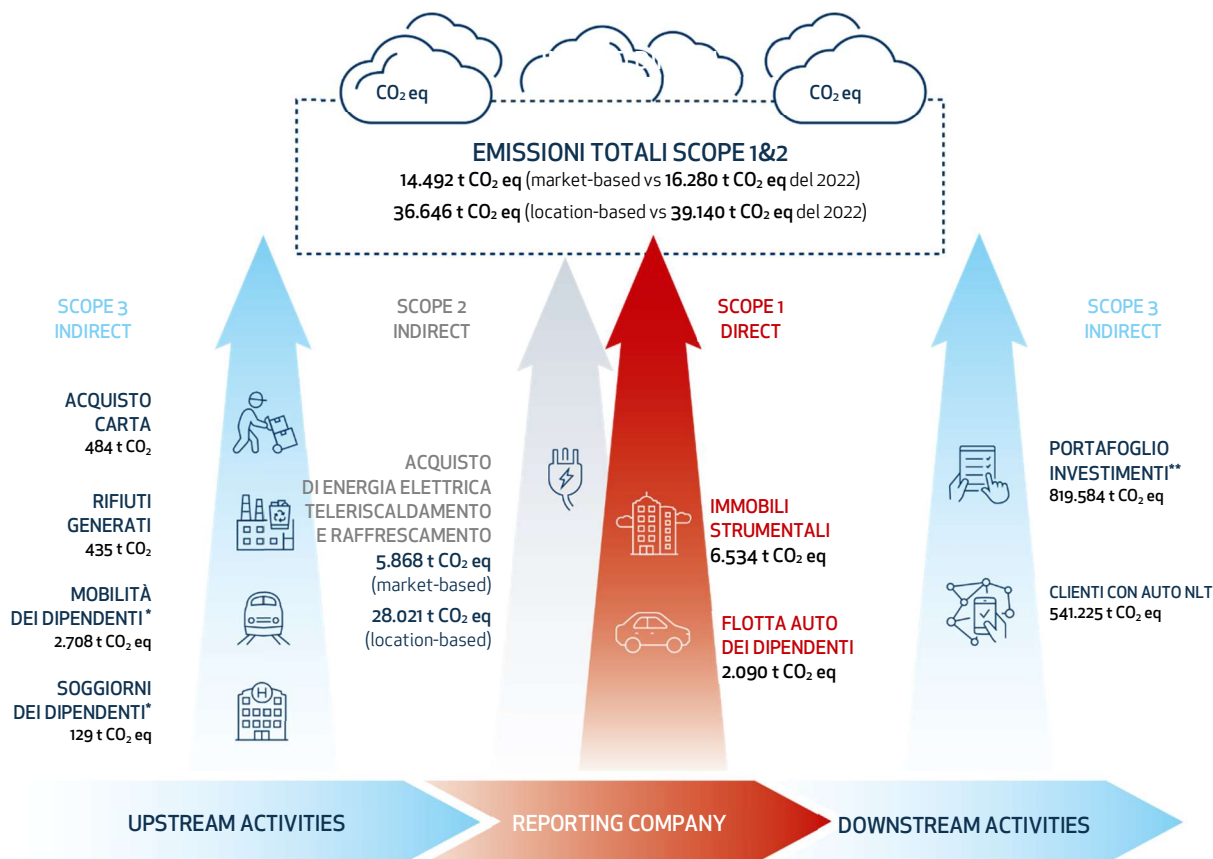 CO₂ eq
CO₂ eq
EMISSIONI TOTALI SCOPE 1&2
14.492 t CO₂ eq (market-based vs 16.280 t CO₂ eq del 2022)
36.646 t CO₂ eq (location-based vs 39.140 t CO₂ eq del 2022)
SCOPE 3
INDIRECT
ACQUISTO
CARTA
484 t CO₂
RIFIUTI
GENERATI
435 t CO₂
MOBILITÀ
DEI DIPENDENTI*
2.708 t CO₂ eq
SOGGIORNI
DEI DIPENDENTI*
129 t CO₂ eq
H
SCOPE 2
INDIRECT
ACQUISTO
DI ENERGIA ELETTRICA
TELERISCALDAMENTO
E RAFFRESCAMENTO
5.868 t CO₂ eq
(market-based)
28.021 t CO₂ eq
(location-based)
SCOPE 1
DIRECT
IMMOBILI
STRUMENTALI
6.534 t CO₂ eq
FLOTTA AUTO
DEI DIPENDENTI
2.090 t CO₂ eq
SCOPE 3
INDIRECT
PORTAFOGLIO
INVESTIMENTI**
819.584 t CO₂ eq
CLIENTI CON AUTO NLT
541.225 t CO₂ eq
UPSTREAM ACTIVITIES
REPORTING COMPANY
DOWNSTREAM ACTIVITIES